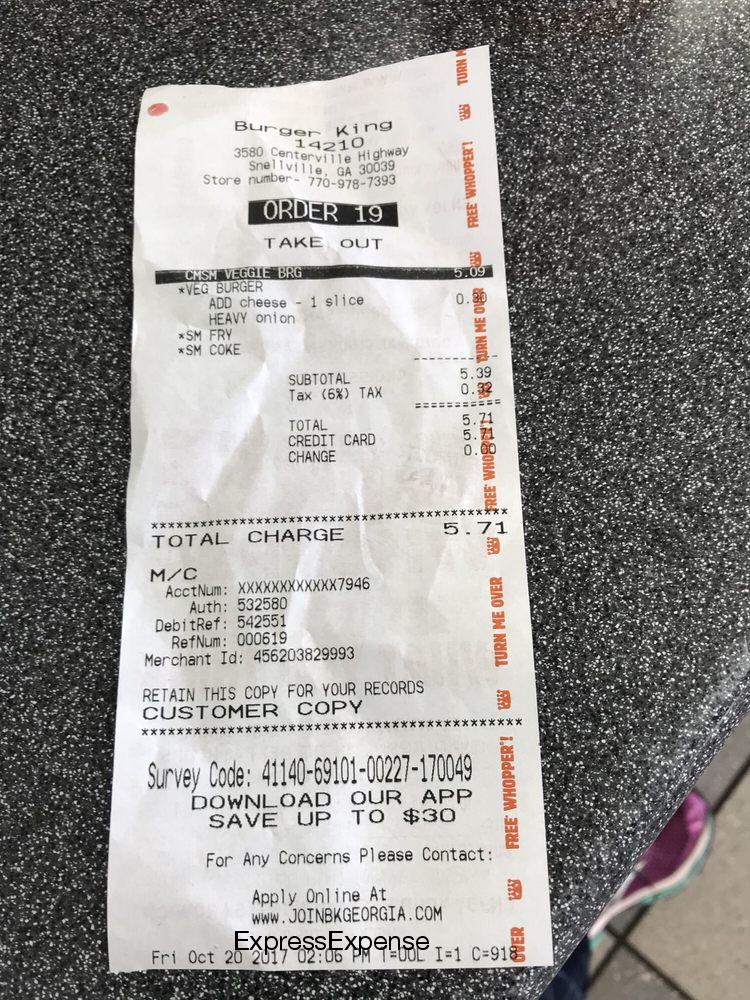 Burger King
14210
3580 Centerville Highway
Snellville, GA 30039
Store number- 770-978-7393
ORDER 19
TAKE OUT
CMSM VEGGIE BRG 5.09
*VEG BURGER
ADD cheese - 1 slice 0.30
HEAVY onion
*SM FRY
*SM COKE
SUBTOTAL 5.39
Tax (6%) TAX 0.32
TOTAL 5.71
CREDIT CARD 5.71
CHANGE 0.00
TOTAL CHARGE 5.71
M/C
AcctNum: XXXXXXXXXXXX7946
Auth: 532580
DebitRef: 542551
RefNum: 000619
Merchant Id: 456203829993
RETAIN THIS COPY FOR YOUR RECORDS
CUSTOMER COPY
Survey Code: 41140-69101-00227-170049
DOWNLOAD OUR APP
SAVE UP TO $30
For Any Concerns Please Contact:
Apply Online At
www.JOINBKGEORGIA.COM
ExpressExpense
Fri Oct 20 2017 02:06 PM I=1 C=918
TURN
FREE WHOPPER!
TURN ME OVER
FREE WHOPPER!
TURN ME OVER
FREE WHOPPER!
OVER